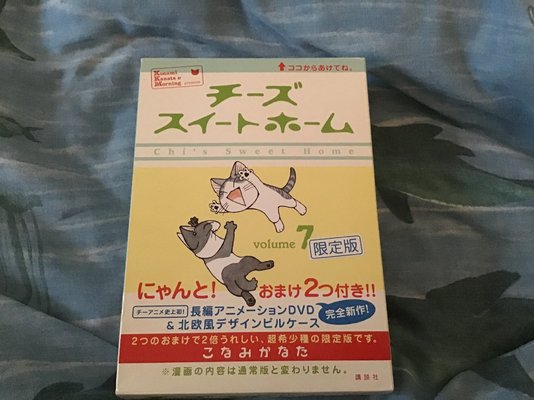 Konami
Kanata e
Morning
presents
⬆ココからあけてね。
チーズ
スイートホーム
Chi's Sweet Home
volume 7
限定版
にゃんと! おまけ2つ付き!!
チーアニメ史上初!
長編アニメーションDVD
&北欧風デザインピルケース
完全新作!
2つのおまけで2倍うれしい、超希少種の限定版です。
こなみかなた
※漫画の内容は通常版と変わりません。
講談社